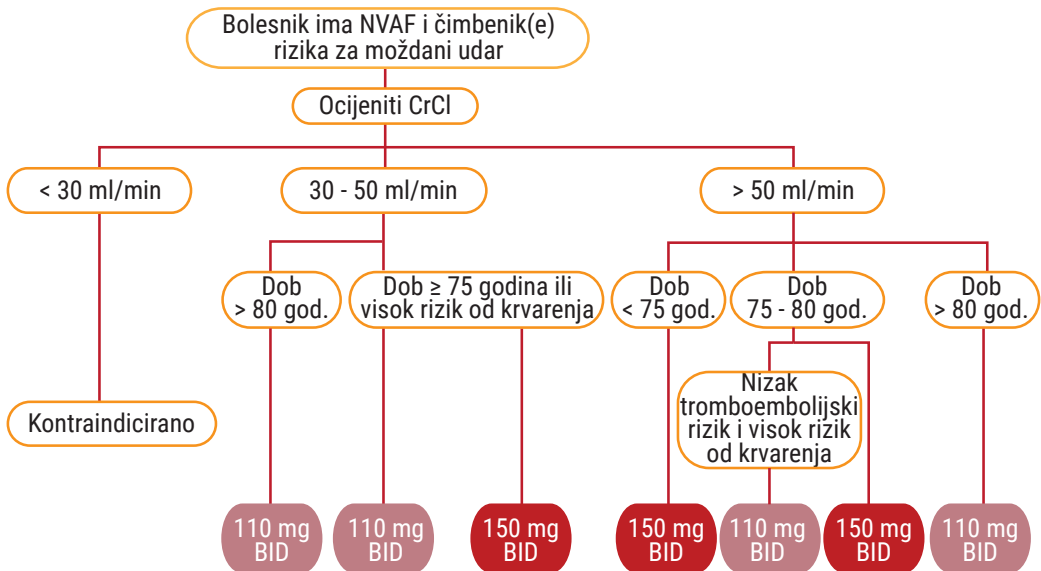 Bolesnik ima NVAF i čimbenik(e)
rizika za moždani udar
Ocijeniti CrCl
< 30 ml/min
30 - 50 ml/min
> 50 ml/min
Dob
> 80 god.
Dob ≥ 75 godina ili
visok rizik od krvarenja
Dob
< 75 god.
Dob
75 - 80 god.
Dob
> 80 god.
Kontraindicirano
Nizak
tromboembolijski
rizik i visok rizik
od krvarenja
110 mg
BID
110 mg
BID
150 mg
BID
150 mg
BID
110 mg
BID
150 mg
BID
110 mg
BID